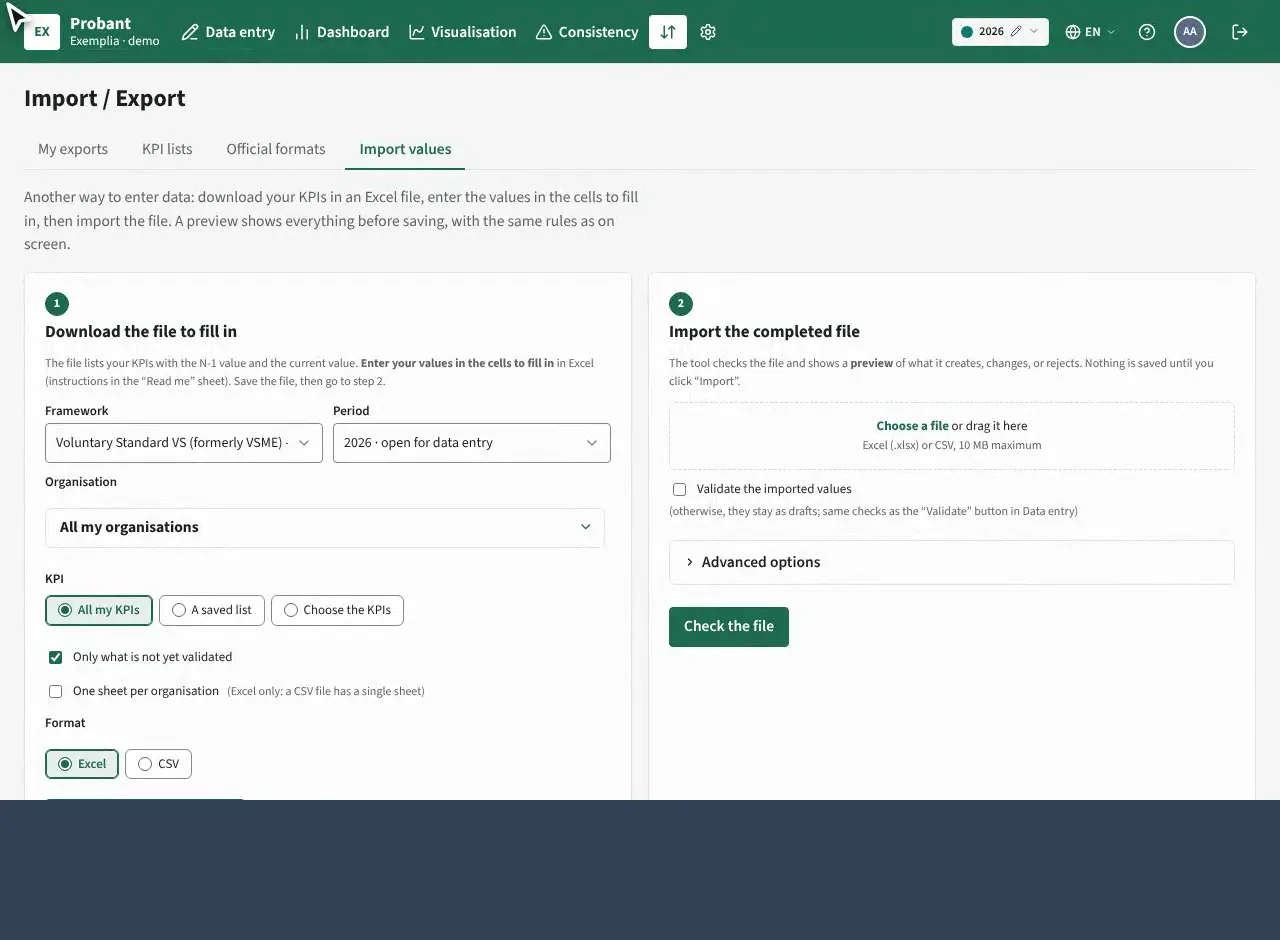 EX
Probant
Exemplia · demo
Data entry
Dashboard
Visualisation
Consistency
2026
EN
AA
Import / Export
My exports
KPI lists
Official formats
Import values
Another way to enter data: download your KPIs in an Excel file, enter the values in the cells to fill
in, then import the file. A preview shows everything before saving, with the same rules as on
screen.
1
Download the file to fill in
The file lists your KPIs with the N-1 value and the current value. Enter your values in the cells to fill in in Excel
(instructions in the “Read me” sheet). Save the file, then go to step 2.
Framework
Period
Voluntary Standard VS (formerly VSME) -
2026 · open for data entry
Organisation
All my organisations
KPI
All my KPIs
A saved list
Choose the KPIs
Only what is not yet validated
One sheet per organisation (Excel only: a CSV file has a single sheet)
Format
Excel
CSV
2
Import the completed file
The tool checks the file and shows a preview of what it creates, changes, or rejects. Nothing is saved until you
click “Import”.
Choose a file or drag it here
Excel (.xlsx) or CSV, 10 MB maximum
Validate the imported values
(otherwise, they stay as drafts; same checks as the “Validate” button in Data entry)
Advanced options
Check the file